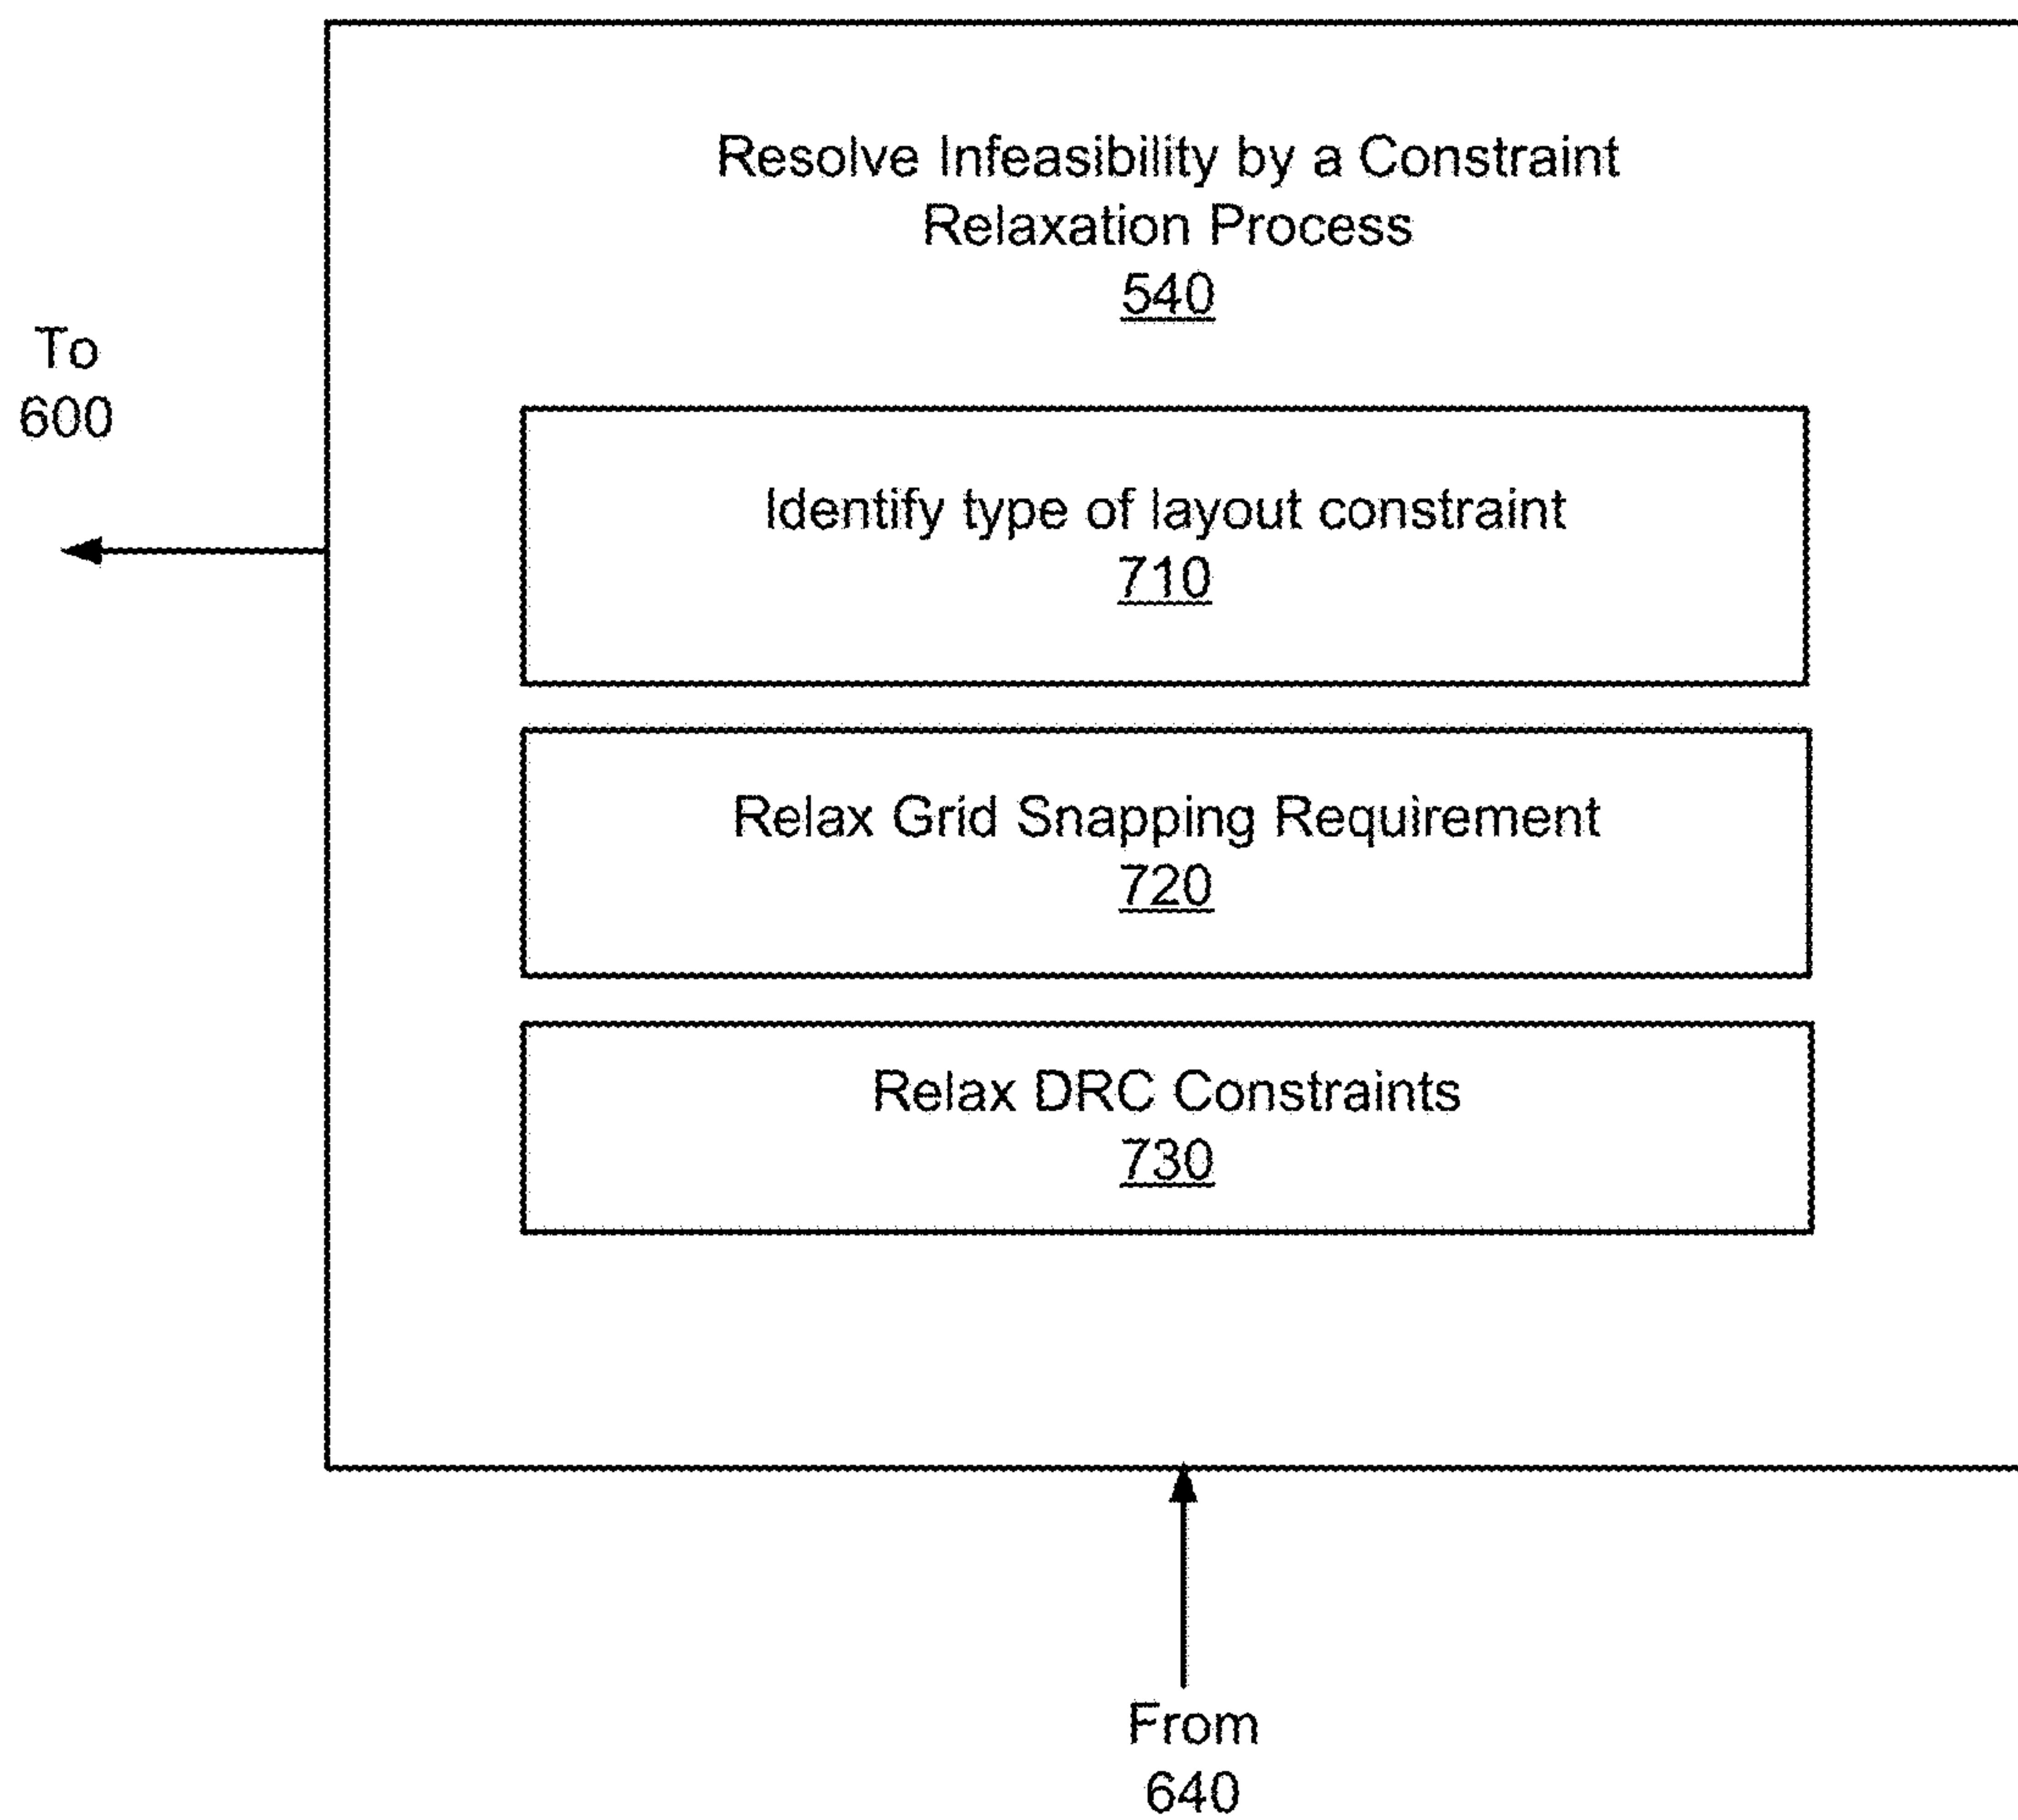 Resolve Infeasibility by a Constraint
Relaxation Process
540
To
600
Identify type of layout constraint
710
Relax Grid Snapping Requirement
720
Relax DRC Constraints
730
From
640